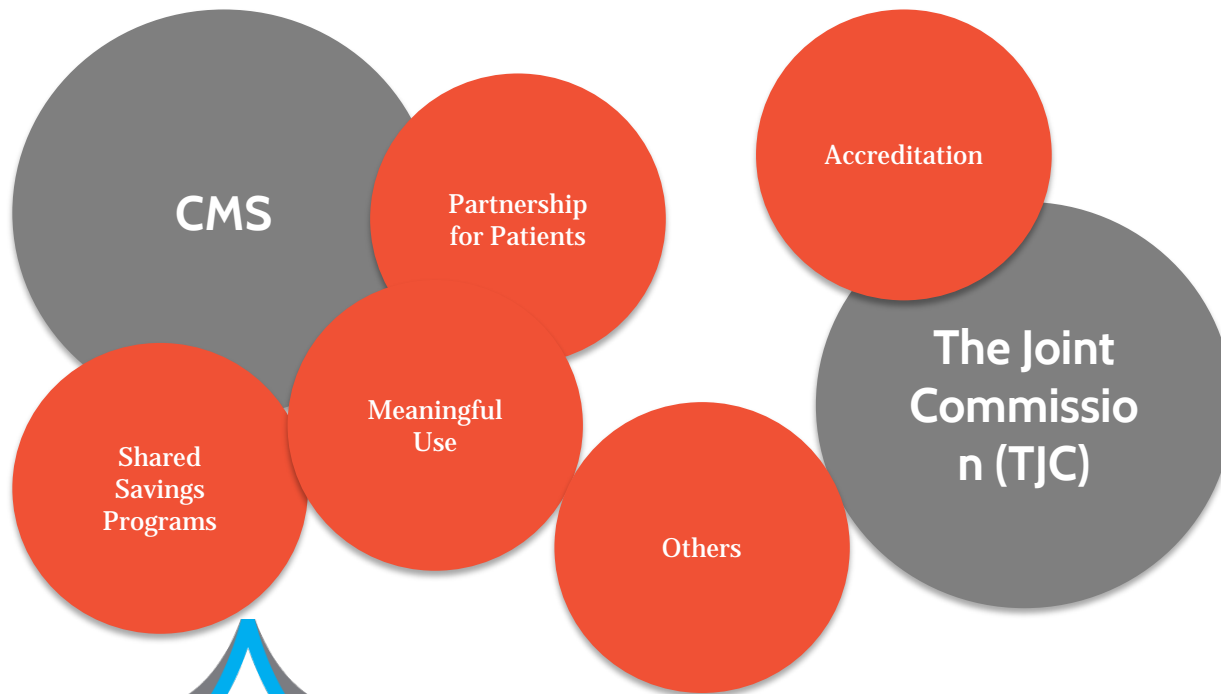 CMS
Partnership
for Patients
Meaningful
Use
Shared
Savings
Programs
Accreditation
The Joint
Commissio
n (TJC)
Others